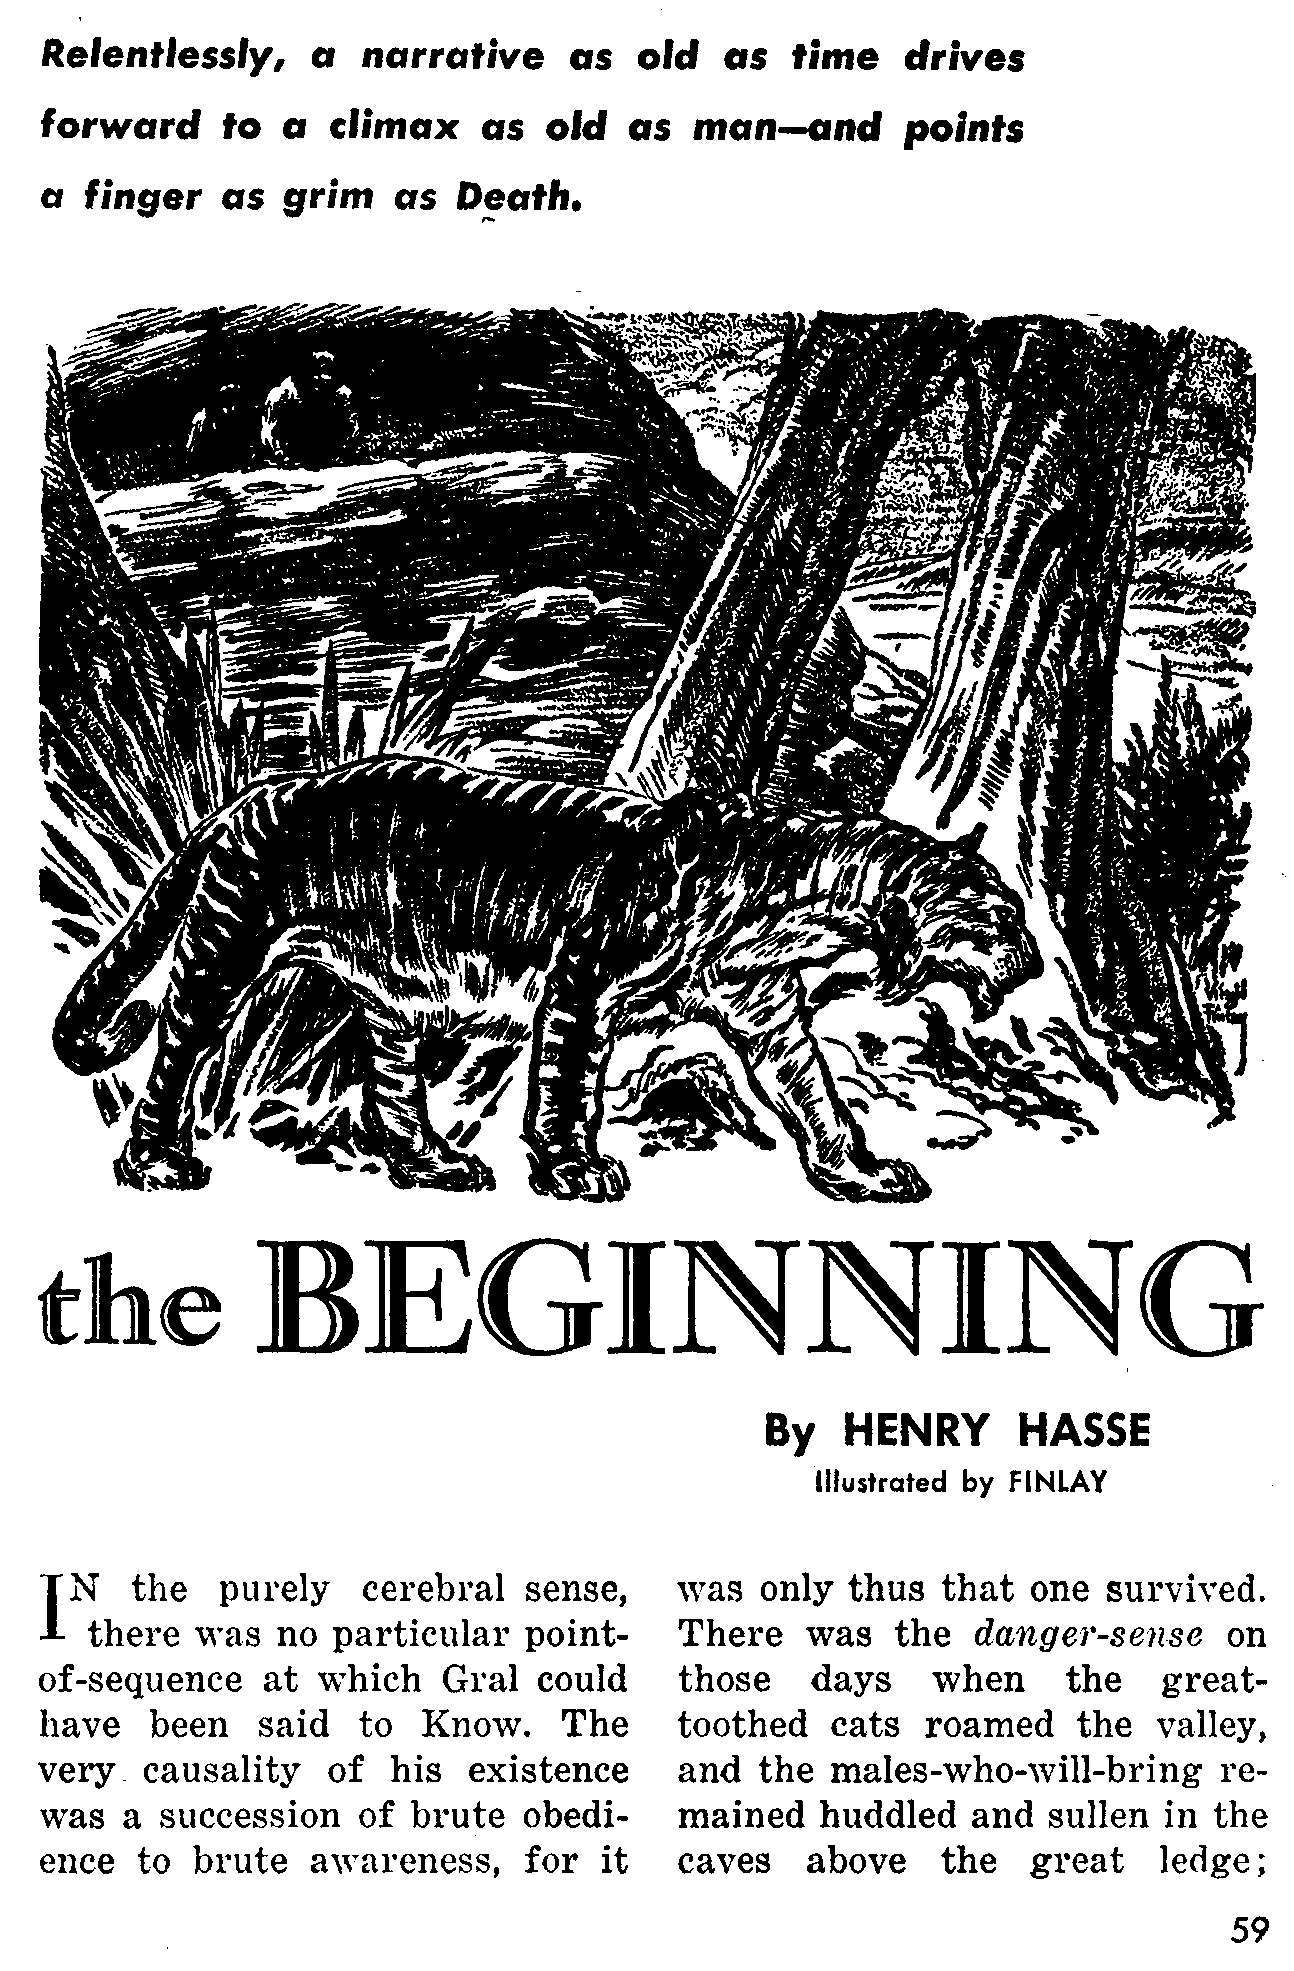 Relentlessly, a narrative as old as time drives
forward to a climax as old as man—and points
a finger as grim as Death.
the BEGINNING
By HENRY HASSE
Illustrated by FINLAY
IN the purely cerebral sense,
there was no particular point-
of-sequence at which Gral could
have been said to Know. The
very causality of his existence
was a succession of brute obedi-
ence to brute awareness, for it
was only thus that one survived.
There was the danger-sense on
those days when the great-
toothed cats roamed the valley,
and the males-who-will-bring re-
mained huddled and sullen in the
caves above the great ledge;
59